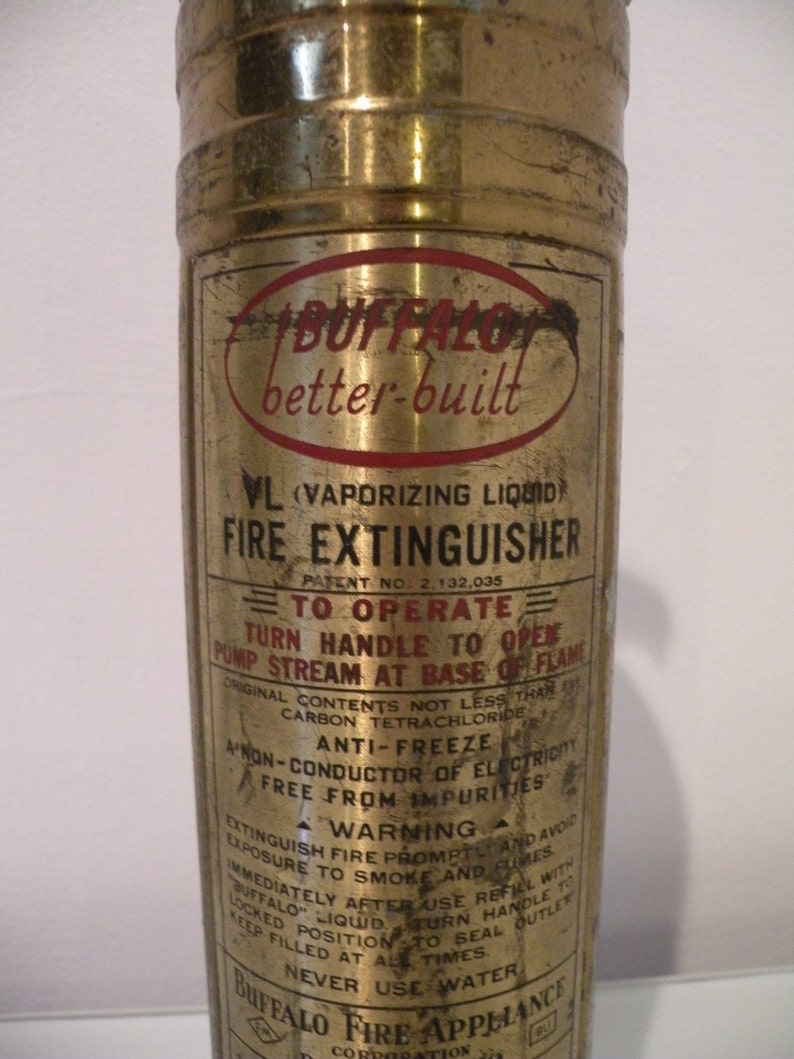 BUFFALO
better-built
VL (VAPORIZING LIQUID)
FIRE EXTINGUISHER
PATENT NO. 2,132,035
TO OPERATE
TURN HANDLE TO OPEN
PUMP STREAM AT BASE OF FLAME
ORIGINAL CONTENTS NOT LESS THAN
CARBON TETRACHLORIDE
ANTI-FREEZE
A NON-CONDUCTOR OF ELECTRICITY
FREE FROM IMPURITIES
WARNING
EXTINGUISH FIRE PROMPTLY AND AVOID
EXPOSURE TO SMOKE AND FUMES.
IMMEDIATELY AFTER USE REFILL WITH
"BUFFALO" LIQUID. TURN HANDLE TO
LOCKED POSITION TO SEAL OUTLET
KEEP FILLED AT ALL TIMES.
NEVER USE WATER
BUFFALO FIRE APPLIANCE
FM CORPORATION